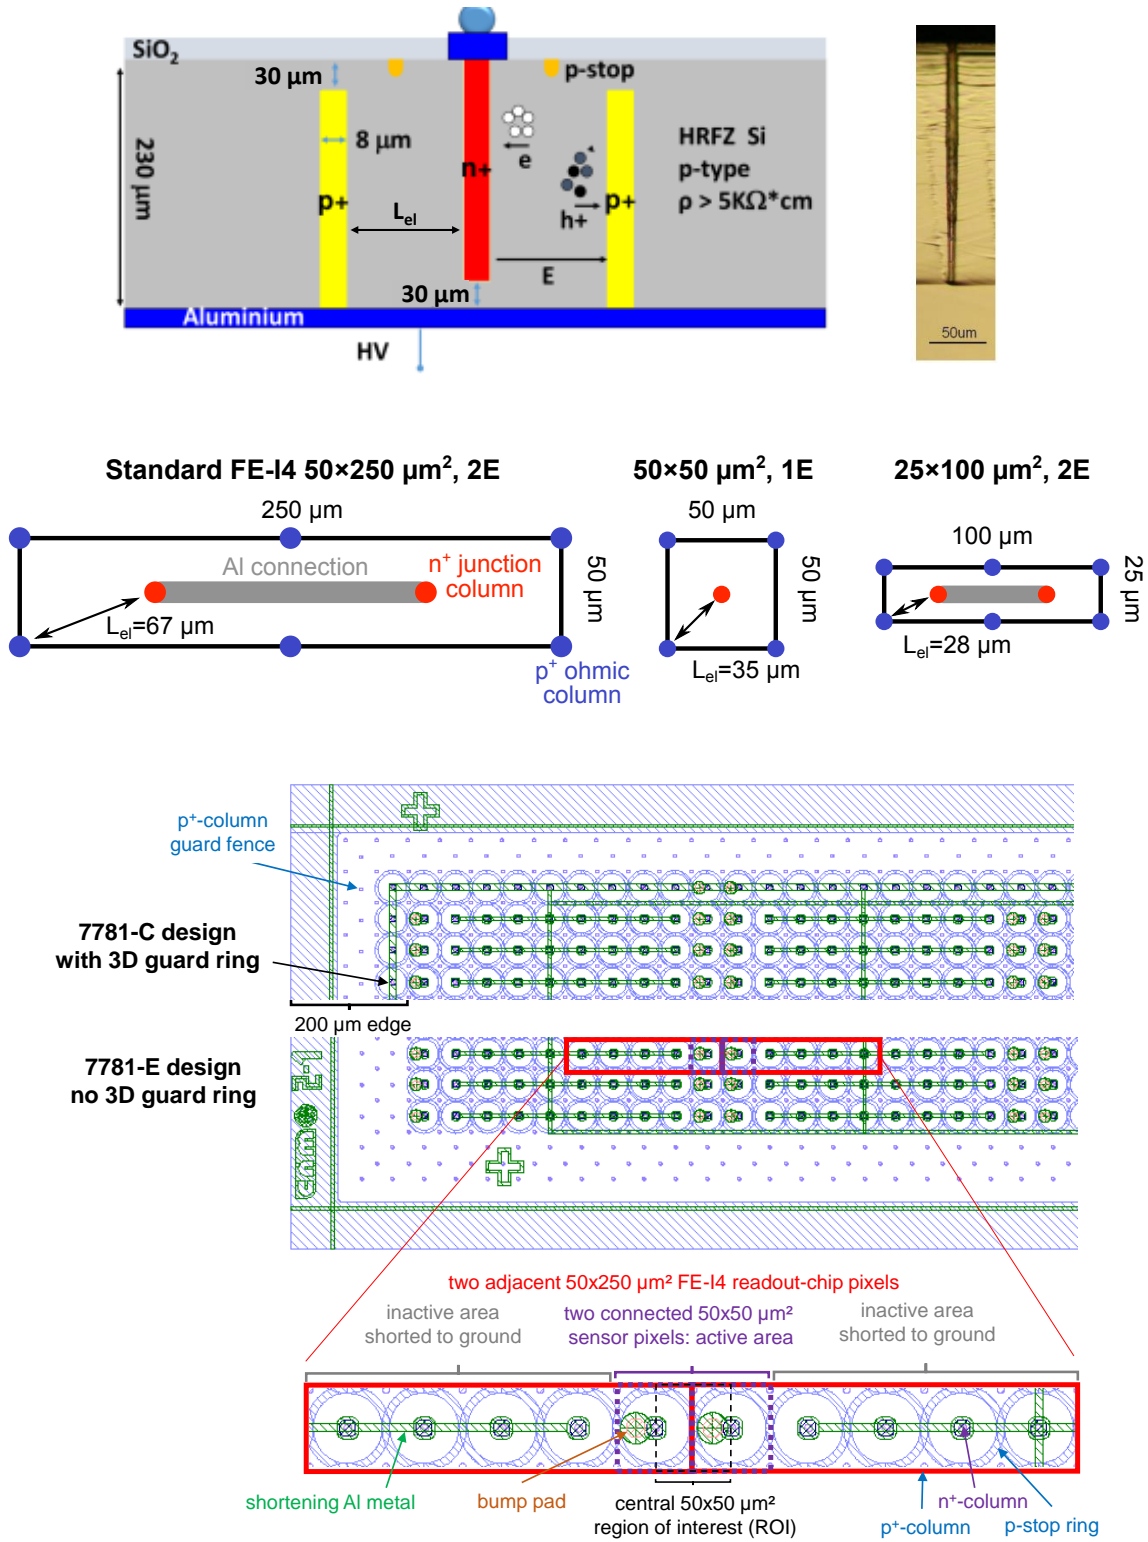 SiO2
30 µm
p-stop
230 µm
8 µm
n+
e
HRFZ Si
p-type
ρ > 5KΩ*cm
p+
Lel
h+
p+
E
30 µm
Aluminium
HV
50um
Standard FE-I4 50×250 µm², 2E
50×50 µm², 1E
25×100 µm², 2E
250 µm
50 µm
100 µm
Al connection
n+ junction
column
50 µm
50 µm
25 µm
Lel=67 µm
Lel=35 µm
Lel=28 µm
p+ ohmic
column
p+-column
guard fence
7781-C design
with 3D guard ring
200 µm edge
7781-E design
no 3D guard ring
two adjacent 50x250 µm² FE-I4 readout-chip pixels
inactive area
shorted to ground
two connected 50x50 µm²
sensor pixels: active area
inactive area
shorted to ground
shortening Al metal
bump pad
central 50x50 µm²
region of interest (ROI)
n+-column
p+-column
p-stop ring